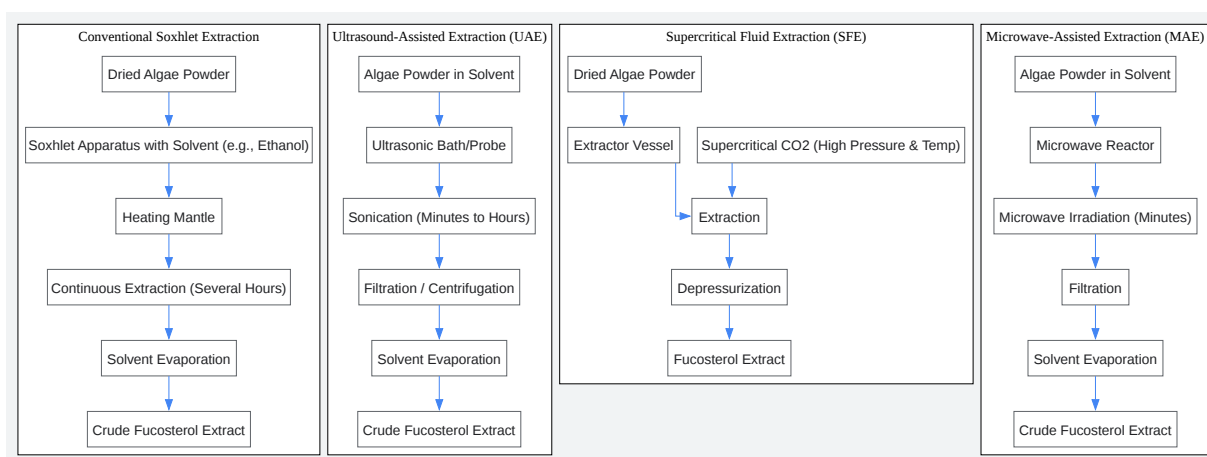 Conventional Soxhlet Extraction
Dried Algae Powder
Soxhlet Apparatus with Solvent (e.g., Ethanol)
Heating Mantle
Continuous Extraction (Several Hours)
Solvent Evaporation
Crude Fucosterol Extract
Ultrasound-Assisted Extraction (UAE)
Algae Powder in Solvent
Ultrasonic Bath/Probe
Sonication (Minutes to Hours)
Filtration / Centrifugation
Solvent Evaporation
Crude Fucosterol Extract
Supercritical Fluid Extraction (SFE)
Dried Algae Powder
Extractor Vessel
Supercritical CO2 (High Pressure & Temp)
Extraction
Depressurization
Fucosterol Extract
Microwave-Assisted Extraction (MAE)
Algae Powder in Solvent
Microwave Reactor
Microwave Irradiation (Minutes)
Filtration
Solvent Evaporation
Crude Fucosterol Extract